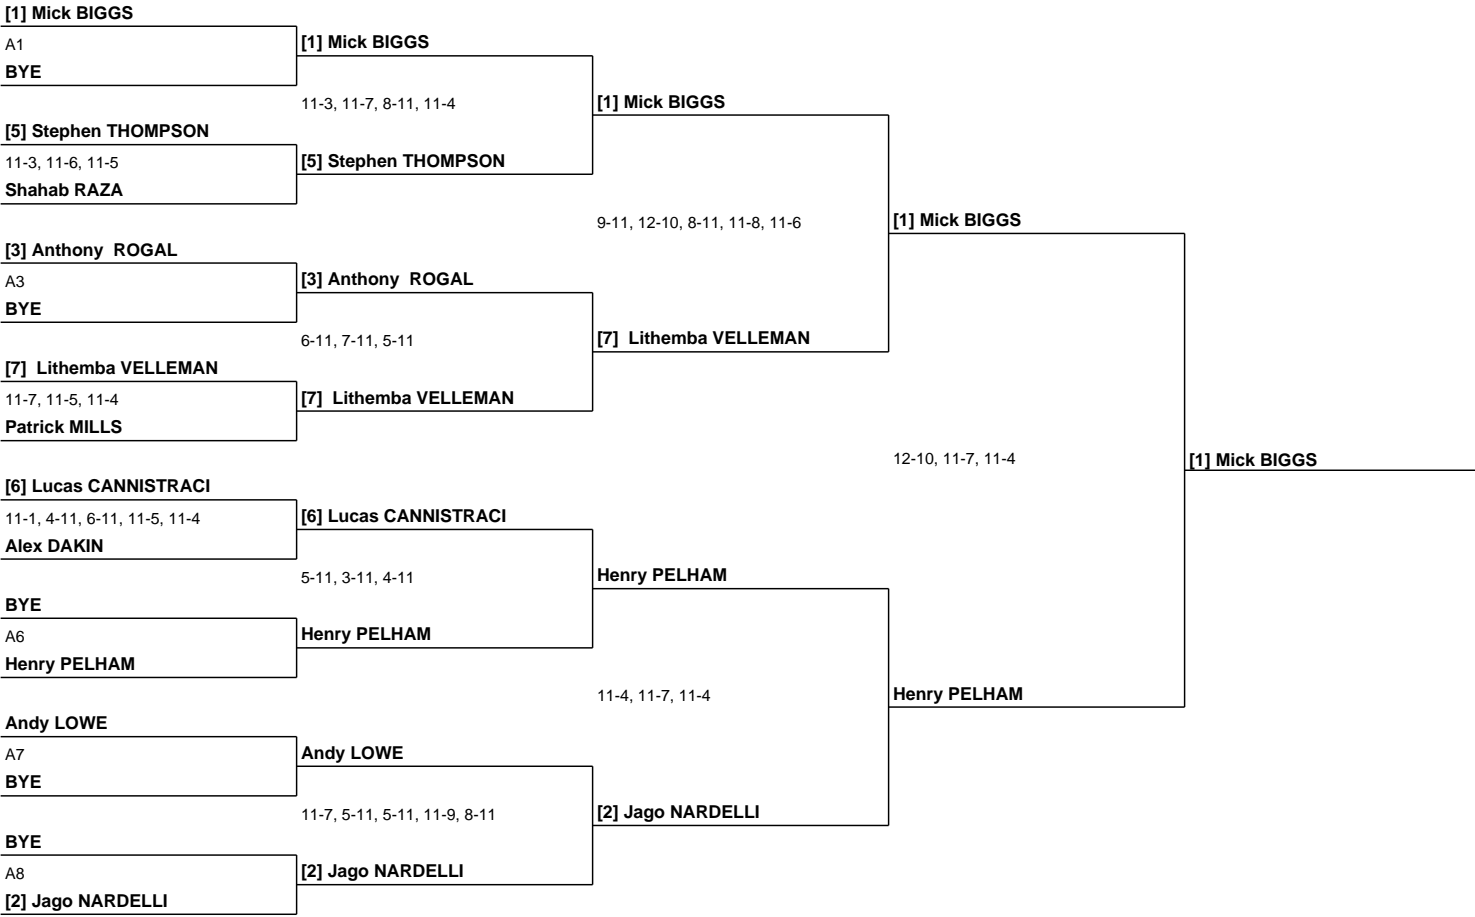 [1] Mick BIGGS
A1
BYE
[5] Stephen THOMPSON
11-3, 11-6, 11-5
Shahab RAZA
[3] Anthony  ROGAL
A3
BYE
[7]  Lithemba VELLEMAN
11-7, 11-5, 11-4
Patrick MILLS
[6] Lucas CANNISTRACI
11-1, 4-11, 6-11, 11-5, 11-4
Alex DAKIN
BYE
A6
Henry PELHAM
Andy LOWE
A7
BYE
BYE
A8
[2] Jago NARDELLI
[1] Mick BIGGS
11-3, 11-7, 8-11, 11-4
[5] Stephen THOMPSON
[3] Anthony  ROGAL
6-11, 7-11, 5-11
[7]  Lithemba VELLEMAN
[6] Lucas CANNISTRACI
5-11, 3-11, 4-11
Henry PELHAM
Andy LOWE
11-7, 5-11, 5-11, 11-9, 8-11
[2] Jago NARDELLI
[1] Mick BIGGS
9-11, 12-10, 8-11, 11-8, 11-6
[7]  Lithemba VELLEMAN
Henry PELHAM
11-4, 11-7, 11-4
[2] Jago NARDELLI
[1] Mick BIGGS
12-10, 11-7, 11-4
Henry PELHAM
[1] Mick BIGGS